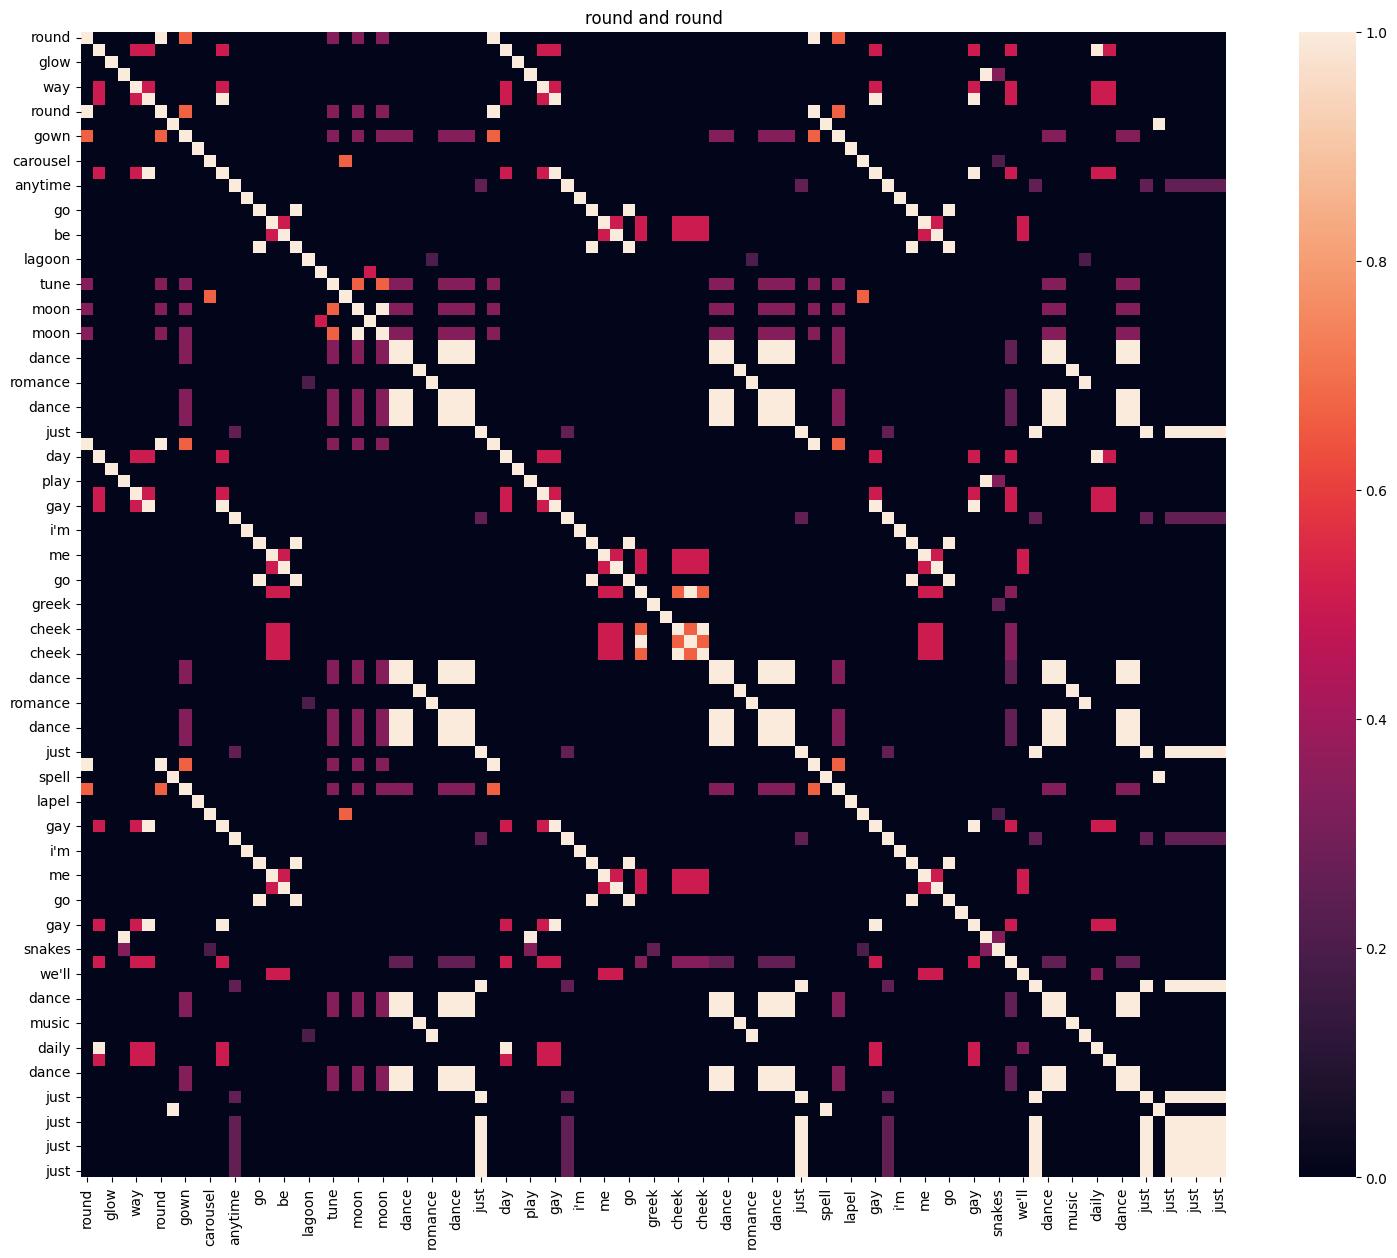 round and round
round
glow
way
round
gown
carousel
anytime
go
be
lagoon
tune
moon
moon
dance
romance
dance
just
day
play
gay
i'm
me
go
greek
cheek
cheek
dance
romance
dance
just
spell
lapel
gay
i'm
me
go
gay
snakes
we'll
dance
music
daily
dance
just
just
just
just
1.0
0.8
0.6
0.4
0.2
0.0
round
glow
way
round
gown
carousel
anytime
go
be
lagoon
tune
moon
moon
dance
romance
dance
just
day
play
gay
i'm
me
go
greek
cheek
cheek
dance
romance
dance
just
spell
lapel
gay
i'm
me
go
gay
snakes
we'll
dance
music
daily
dance
just
just
just
just